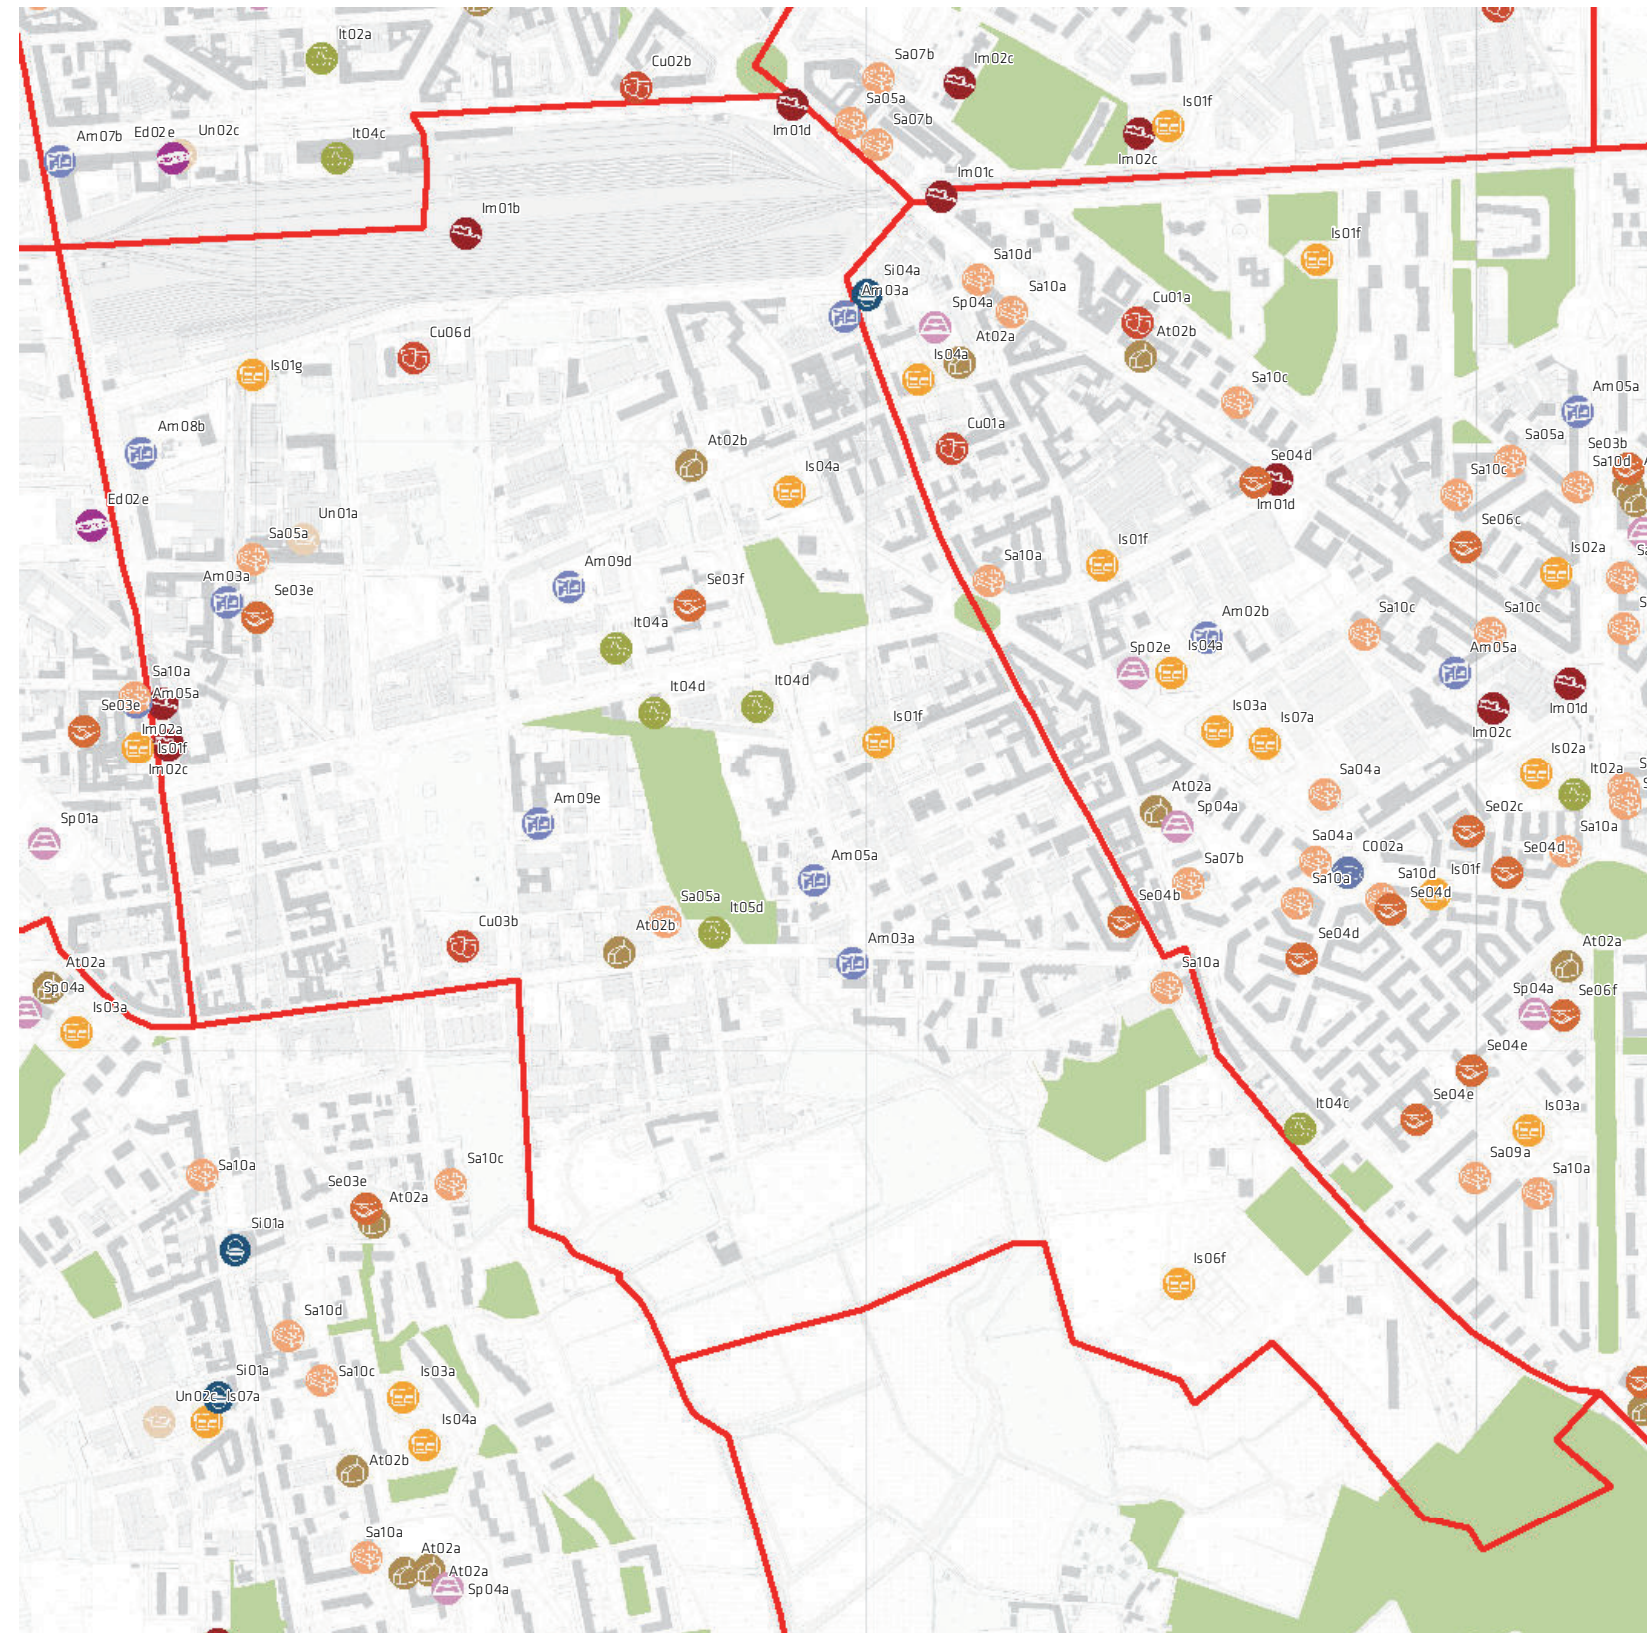 It02a
Cu02b
Sa07b
Im02c
Sa05a
Is01f
Im01d
Sa07b
Am07b
Ed02e
Un02c
It04c
Im02c
Im01c
Im01b
Is01f
Si04a
Am03a
Sa10d
Sa10a
Sp04a
Cu01a
At02b
Cu06d
At02a
Is04a
Is01g
Sa10c
Am05a
Am08b
Cu01a
Sa05a
Se03b
At02b
Is04a
Se04d
Sa10c
Sa10d
Ed02e
Im01d
Un01a
Se06c
Sa05a
Is01f
Is02a
Sa10a
Am09d
Am03a
Se03e
Se03f
It04a
Am02b
Sa10c
Sa10c
Sp02e
Is04a
Am05a
Sa10a
Am05a
Se03e
It04d
It04d
Im01d
Im02a
Is01f
Im02c
Is01f
Is03a
Is07a
Im02c
Is02a
Sa04a
It02a
Am09e
At02a
Sp04a
Se02c
Sp01a
Sa04a
C002a
Sa10a
Se04d
Am05a
Sa07b
Sa10a
Sa10d
Is01f
Se04d
Sa05a
It05d
Se04b
Cu03b
At02b
Am03a
Se04d
At02a
At02a
Sa10a
Sp04a
Is03a
Sp04a
Se06f
Se04e
Se04e
Is03a
It04c
Sa09a
Sa10a
Sa10a
Sa10c
Se03e
At02a
Si01a
Is06f
Sa10d
Si01a
Sa10c
Is03a
Un02c
Is07a
Is04a
At02b
Sa10a
At02a
At02a
Sp04a